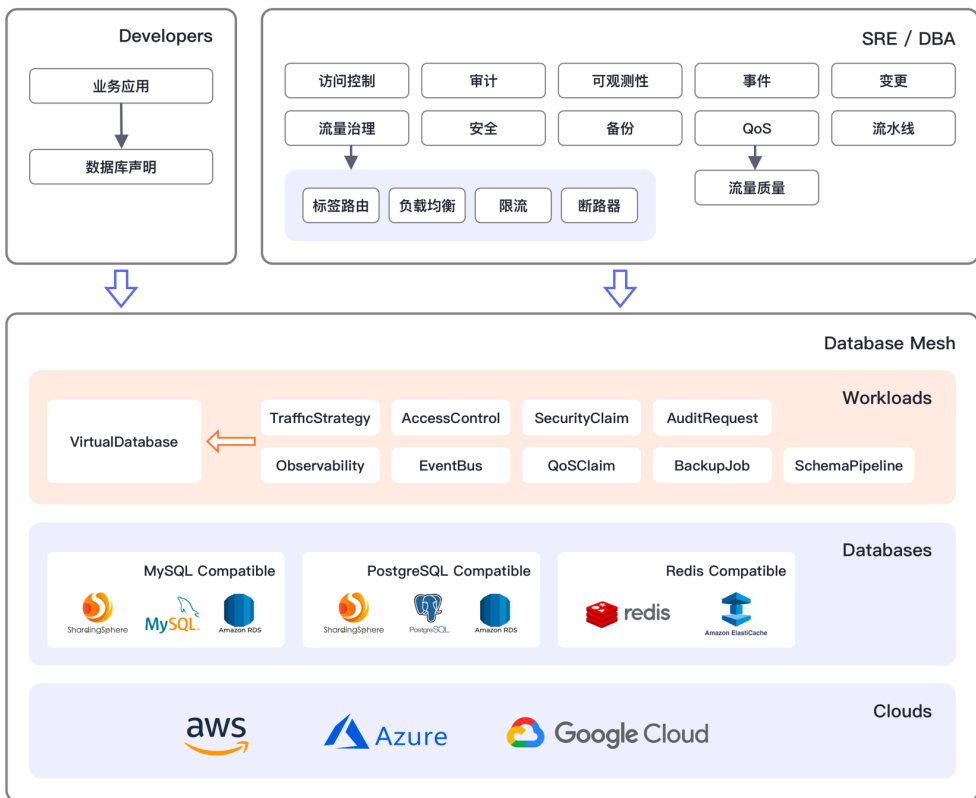 Developers
业务应用
数据库声明
SRE / DBA
访问控制
审计
可观测性
事件
变更
流量治理
安全
备份
QoS
流水线
标签路由
负载均衡
限流
断路器
流量质量
Database Mesh
Workloads
VirtualDatabase
TrafficStrategy
AccessControl
SecurityClaim
AuditRequest
Observability
EventBus
QoSClaim
BackupJob
SchemaPipeline
Databases
MySQL Compatible
ShardingSphere
MySQL
Amazon RDS
PostgreSQL Compatible
ShardingSphere
PostgreSQL
Amazon RDS
Redis Compatible
redis
Amazon ElastiCache
Clouds
aws
Azure
Google Cloud